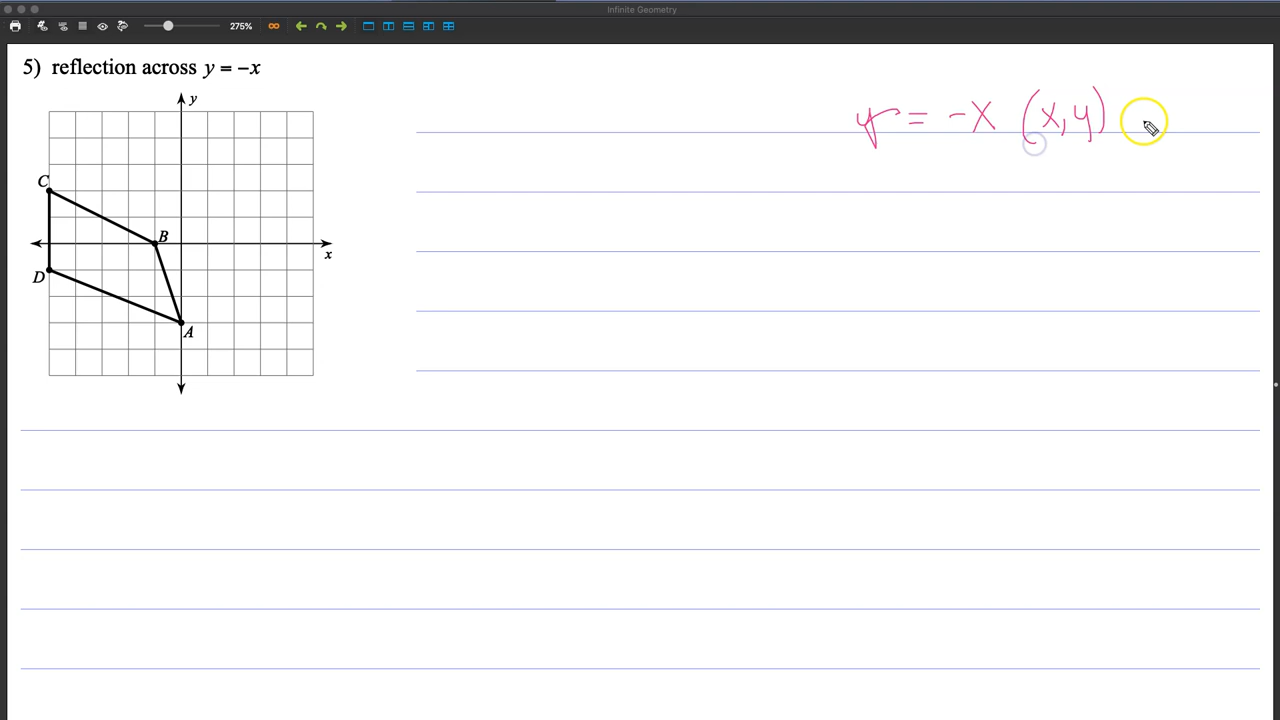 Infinite Geometry
275%
5) reflection across y = −x
y = -x (x,y)
y
C
B
x
D
A